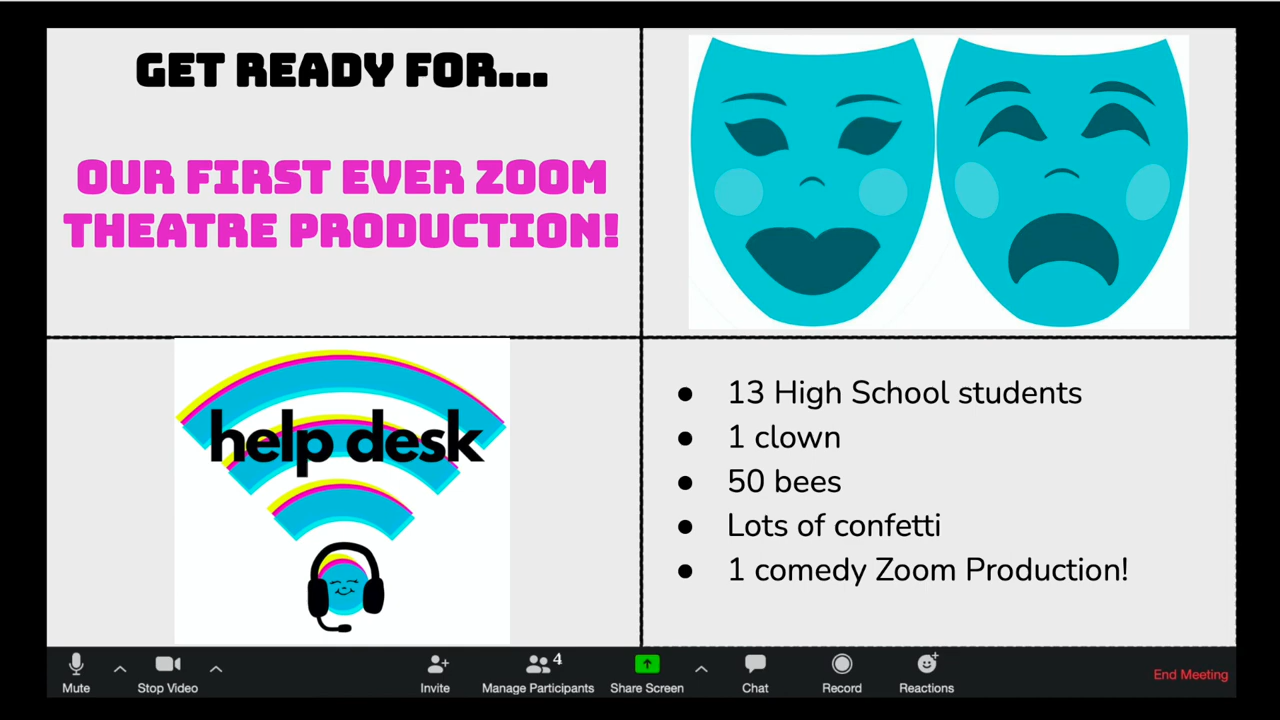 GET READY FOR...
OUR FIRST EVER ZOOM
THEATRE PRODUCTION!
help desk
● 13 High School students
● 1 clown
● 50 bees
● Lots of confetti
● 1 comedy Zoom Production!
4
Mute
Stop Video
Invite
Manage Participants
Share Screen
Chat
Record
Reactions
End Meeting